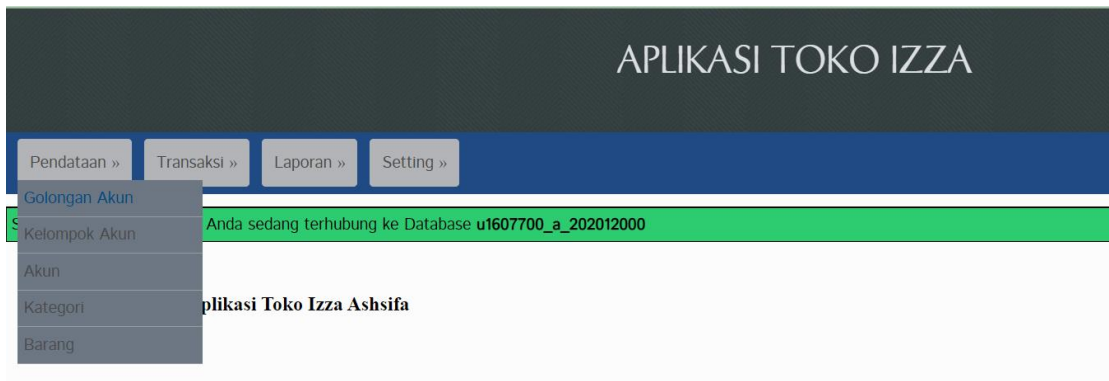 APLIKASI TOKO IZZA
Pendataan » Transaksi » Laporan » Setting »
Golongan Akun
Anda sedang terhubung ke Database u1607700_a_202012000
Kelompok Akun
Akun
Kategori
plikasi Toko Izza Ashsifa
Barang